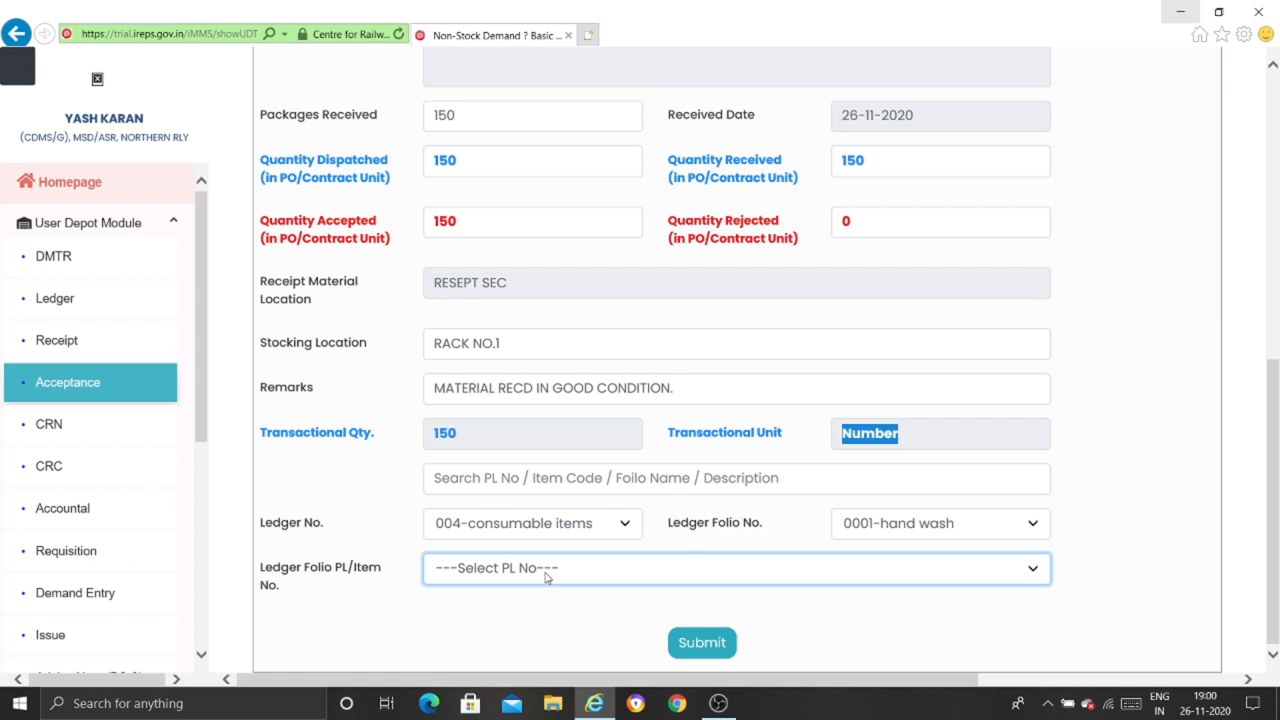 https://trial.ireps.gov.in/iMMS/showUDT
Centre for Railw...
Non-Stock Demand ? Basic ...
YASH KARAN
(CDMS/G), MSD/ASR, NORTHERN RLY
Homepage
User Depot Module
DMTR
Ledger
Receipt
Acceptance
CRN
CRC
Accountal
Requisition
Demand Entry
Issue
Packages Received 150 Received Date 26-11-2020
Quantity Dispatched 150 Quantity Received 150
(in PO/Contract Unit) (in PO/Contract Unit)
Quantity Accepted 150 Quantity Rejected 0
(in PO/Contract Unit) (in PO/Contract Unit)
Receipt Material RESEPT SEC
Location
Stocking Location RACK NO.1
Remarks MATERIAL RECD IN GOOD CONDITION.
Transactional Qty. 150 Transactional Unit Number
Search PL No / Item Code / Foilo Name / Description
Ledger No. 004-consumable items Ledger Folio No. 0001-hand wash
Ledger Folio PL/Item ---Select PL No---
No.
Submit
Search for anything
ENG 19:00
IN 26-11-2020